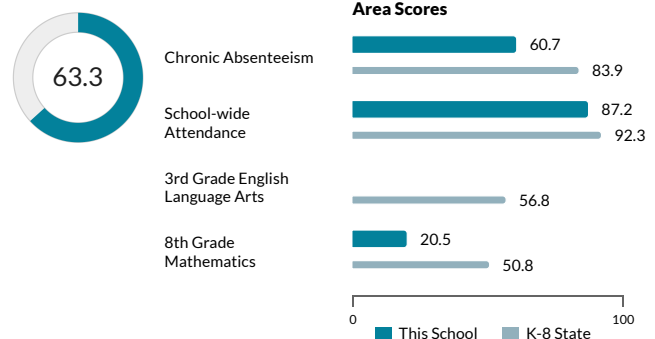 Area Scores
63.3
Chronic Absenteeism
60.7
83.9
School-wide
Attendance
87.2
92.3
3rd Grade English
Language Arts
56.8
8th Grade
Mathematics
20.5
50.8
0
100
This School
K-8 State